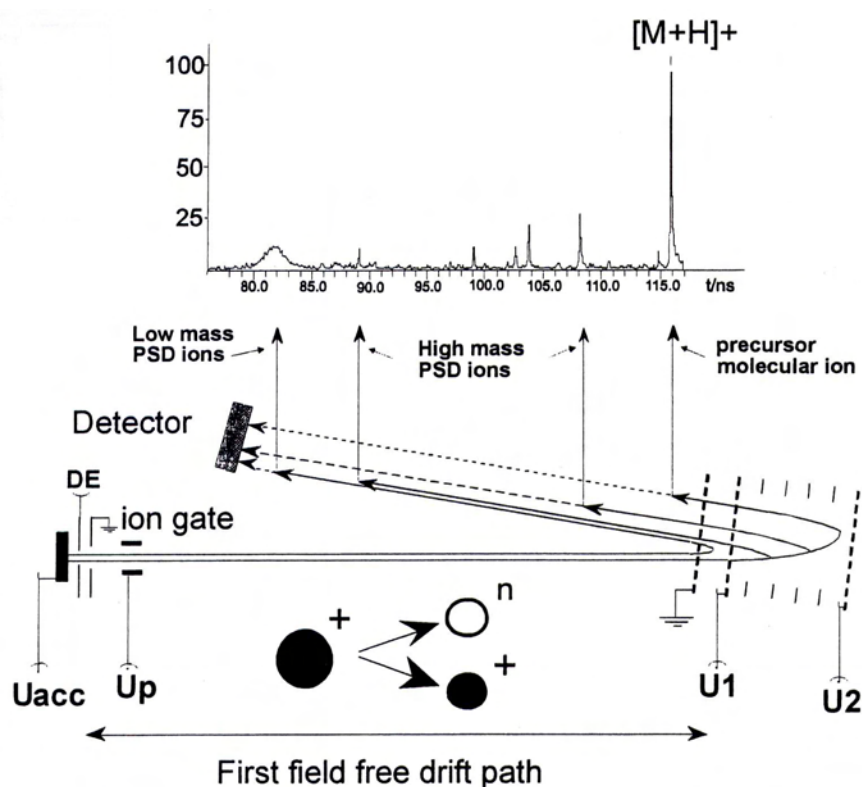 [M+H]+
100
75
50
25
80.0 85.0 90.0 95.0 100.0 105.0 110.0 115.0 t/ns
Low mass
PSD ions
High mass
PSD ions
precursor
molecular ion
Detector
DE
ion gate
+
n
+
Uacc
Up
U1
U2
First field free drift path